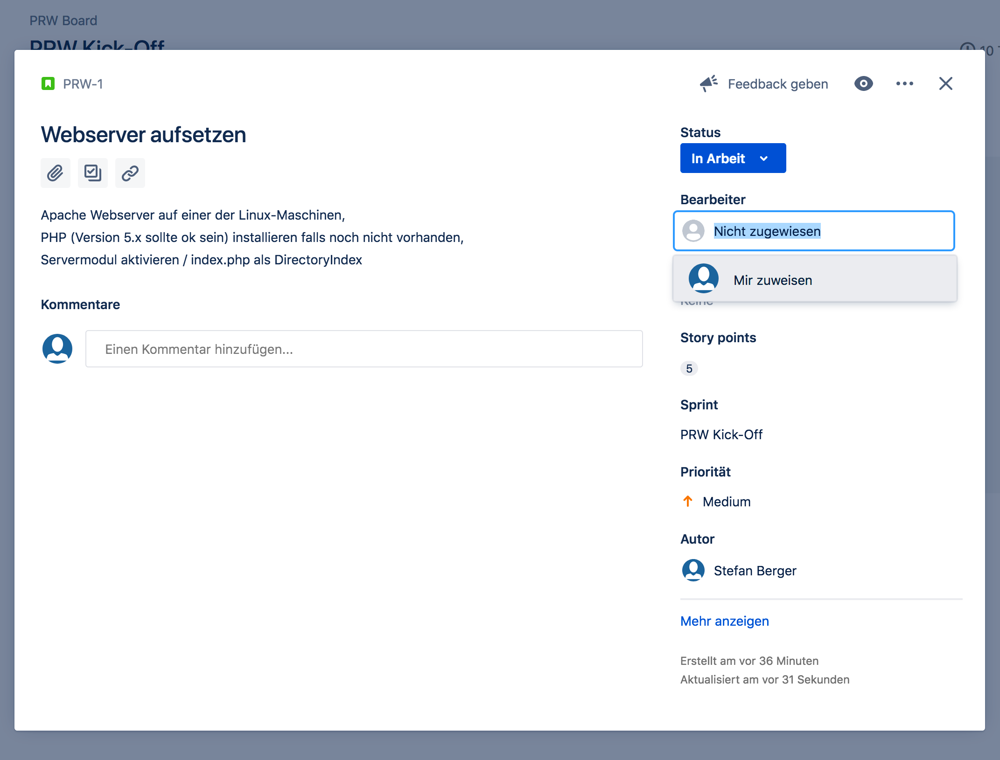 PRW Board
PRW Kick-Off
10
PRW-1
Feedback geben
Webserver aufsetzen
Apache Webserver auf einer der Linux-Maschinen,
PHP (Version 5.x sollte ok sein) installieren falls noch nicht vorhanden,
Servermodul aktivieren / index.php als DirectoryIndex
Kommentare
Einen Kommentar hinzufügen...
Status
In Arbeit
Bearbeiter
Nicht zugewiesen
Mir zuweisen
Keine
Story points
5
Sprint
PRW Kick-Off
Priorität
Medium
Autor
Stefan Berger
Mehr anzeigen
Erstellt am vor 36 Minuten
Aktualisiert am vor 31 Sekunden